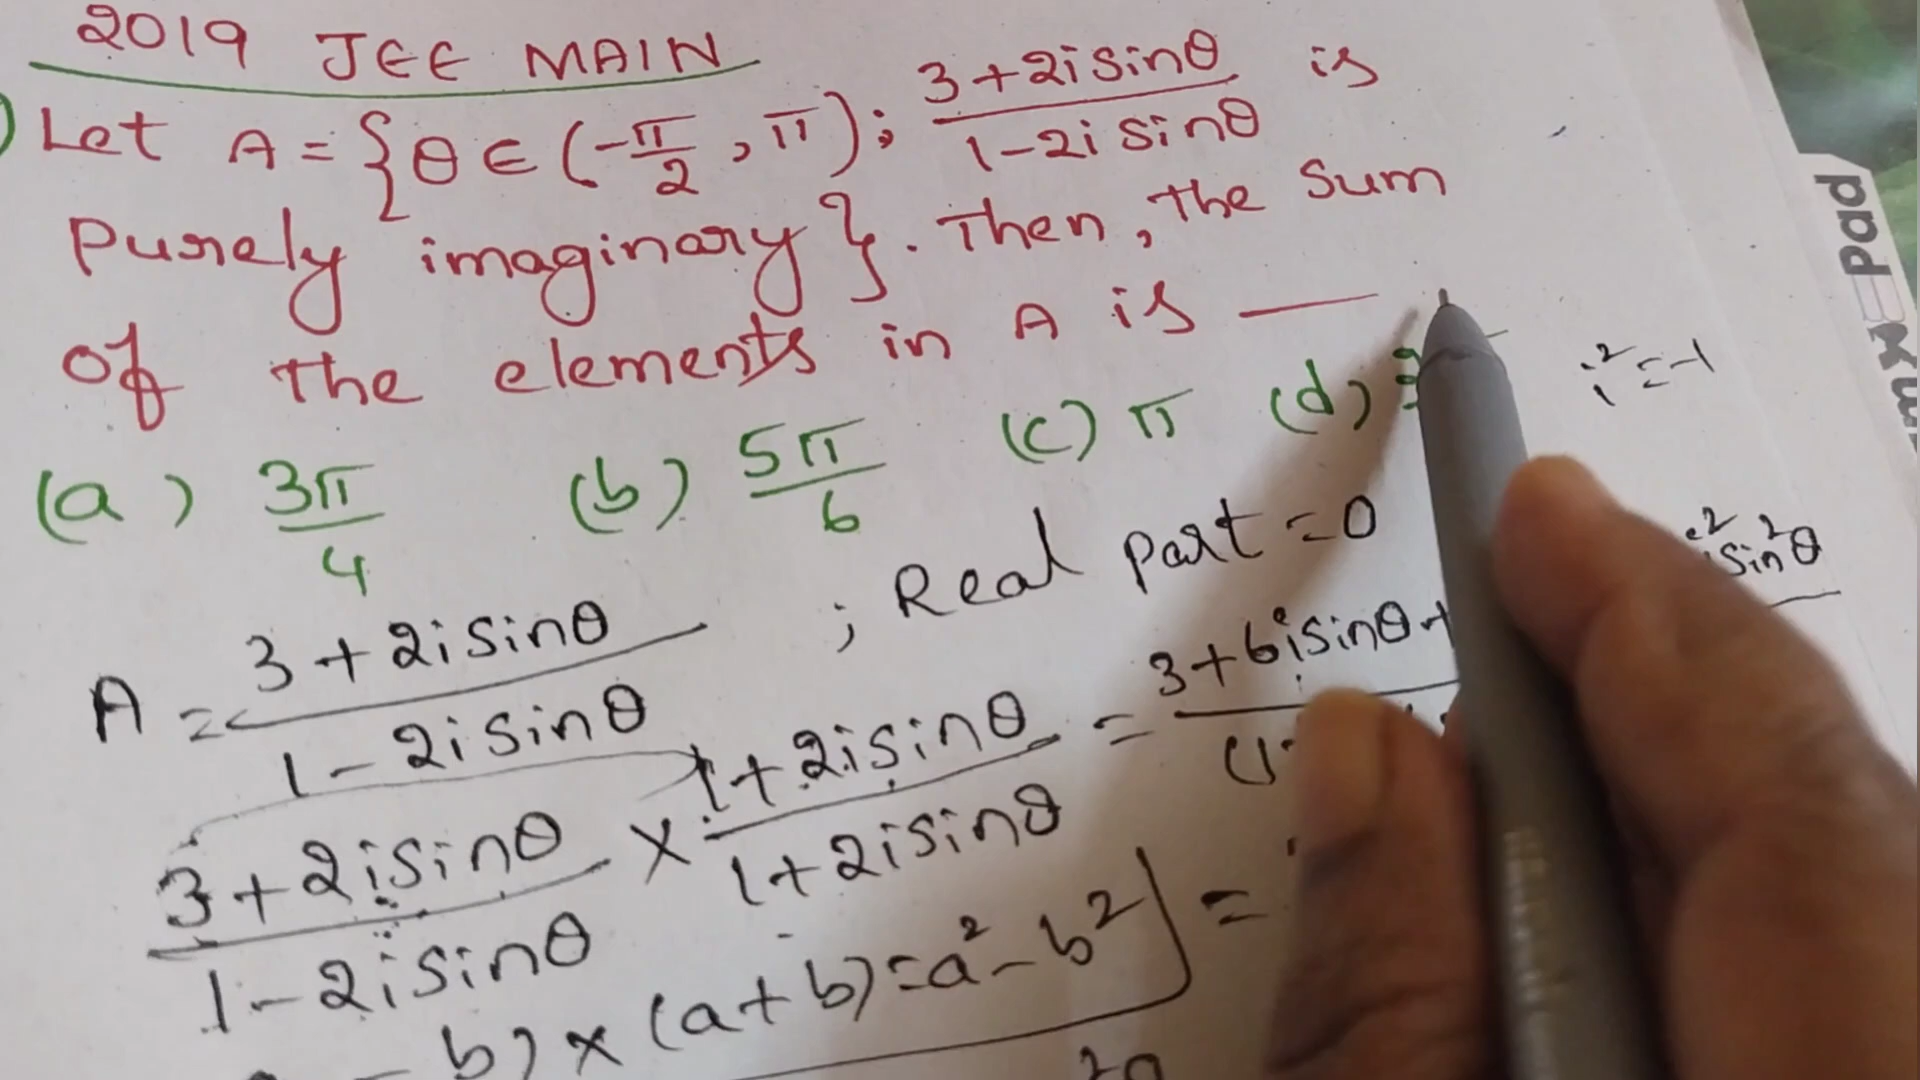 2019 JEE MAIN
Let A = {θ ∈ (-π/2, π); (3+2i sinθ)/(1-2i sinθ) is
Purely imaginary}. Then, the sum
of the elements in A is ___
(a) 3π/4 (b) 5π/6 (c) π (d)
i² = -1
A = (3+2i sinθ)/(1-2i sinθ) ; Real part = 0
(3+2i sinθ)/(1-2i sinθ) × (1+2i sinθ)/(1+2i sinθ) = 3+6i sinθ+ sin²θ
b) × (a+b) = a²-b²] =
Pad